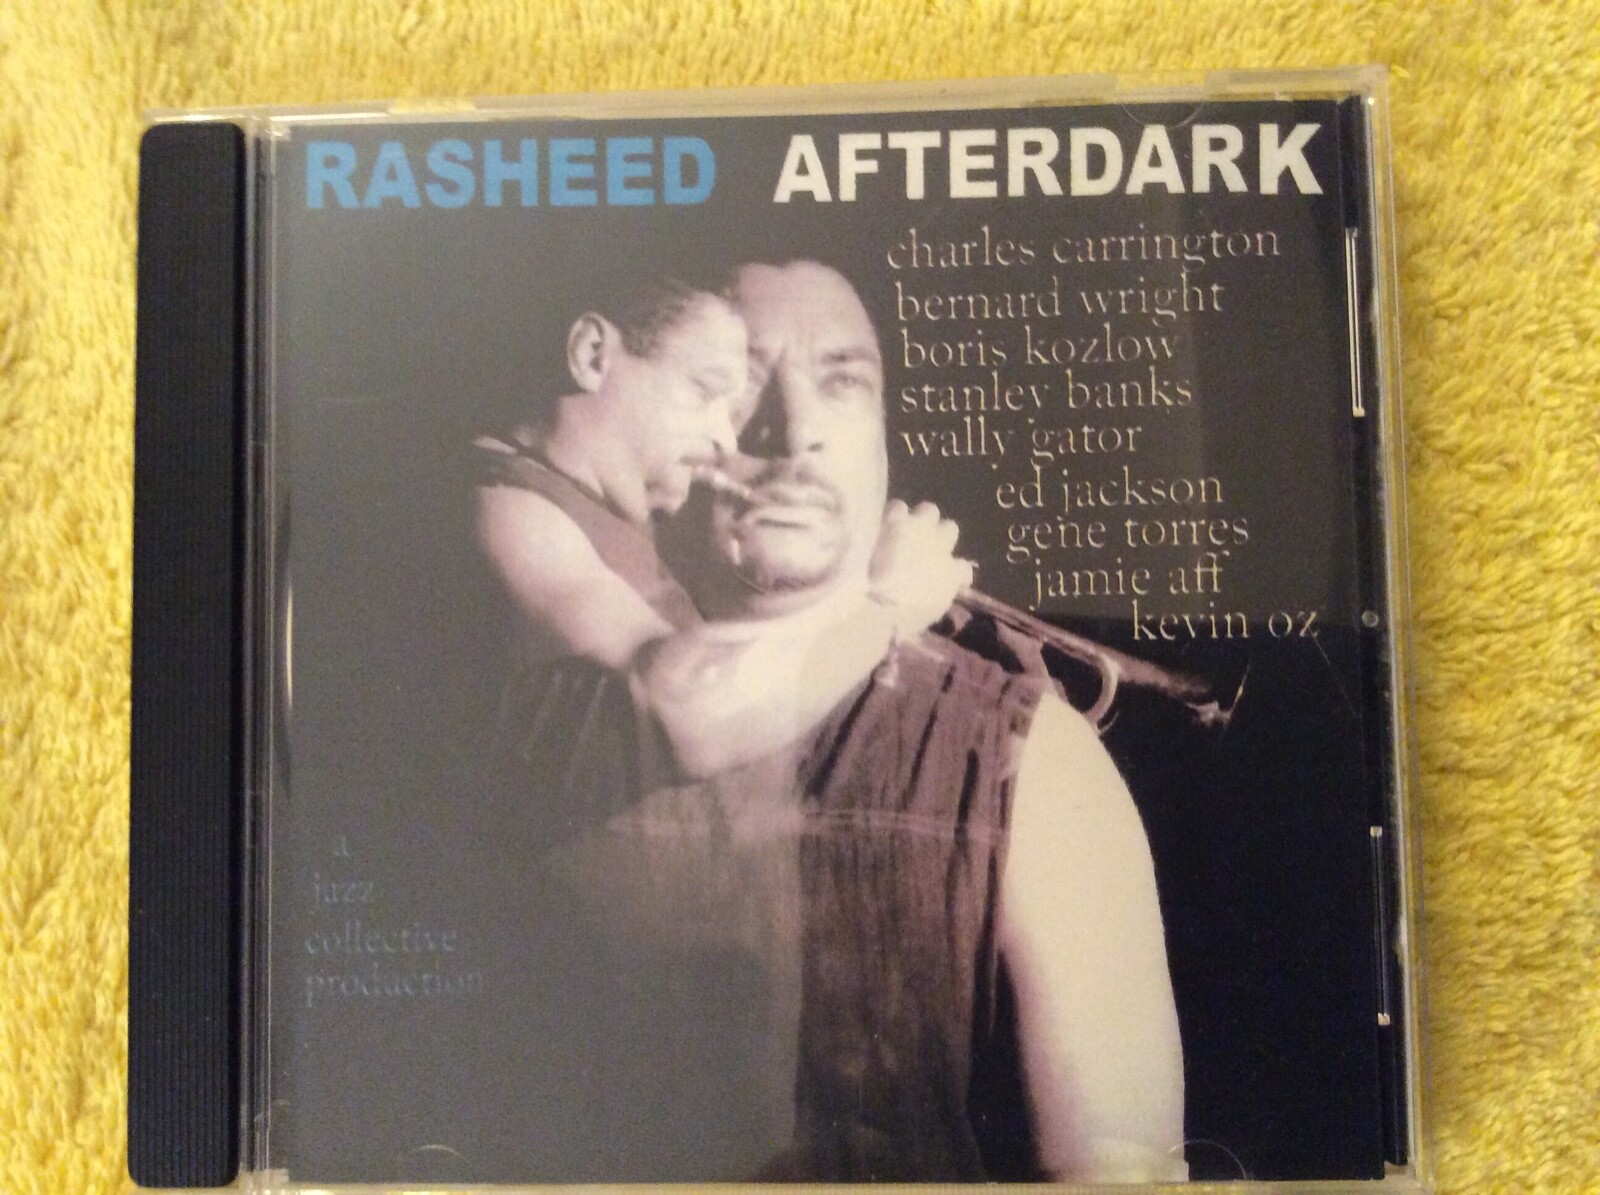 RASHEED AFTERDARK
charles carrington
bernard wright
boris kozlow
stanley banks
wally 'gator
ed jackson
gene torres
jamie aff
kevin oz
a
jazz
collective
production